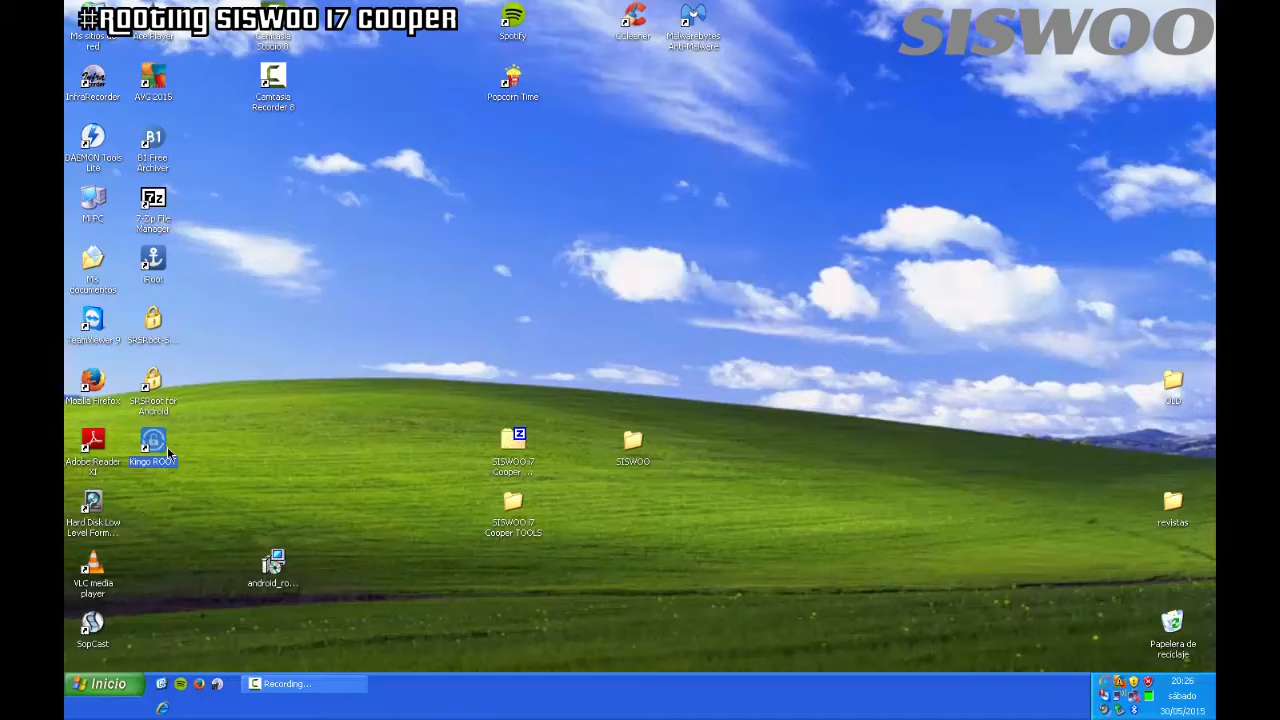 #Rooting SISWOO I7 Cooper
SISWOO
Mis sitios de red
Ace Player
Camtasia Studio 8
Spotify
CCleaner
Malwarebytes Anti-Malware
InfraRecorder
AVG 2015
Camtasia Recorder 8
Popcorn Time
DAEMON Tools Lite
B1 Free Archiver
Mi PC
7-Zip File Manager
Mis documentos
iRoot
TeamViewer 9
SRSRoot-S...
Mozilla Firefox
SRSRoot for Android
OLD
Adobe Reader XI
Kingo ROOT
SISWOO i7 Cooper ...
SISWOO
Hard Disk Low Level Form...
SISWOO i7 Cooper TOOLS
revistas
VLC media player
android_ro...
SopCast
Papelera de reciclaje
Inicio
Recording...
20:26
sábado
30/05/2015